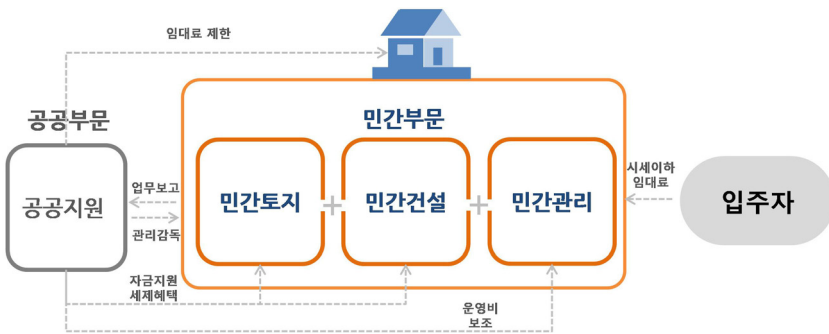 임대료 제한
공공부문
민간부문
공공지원
업무보고
관리감독
민간토지
+
민간건설
+
민간관리
시세이하
임대료
입주자
자금지원
세제혜택
운영비
보조